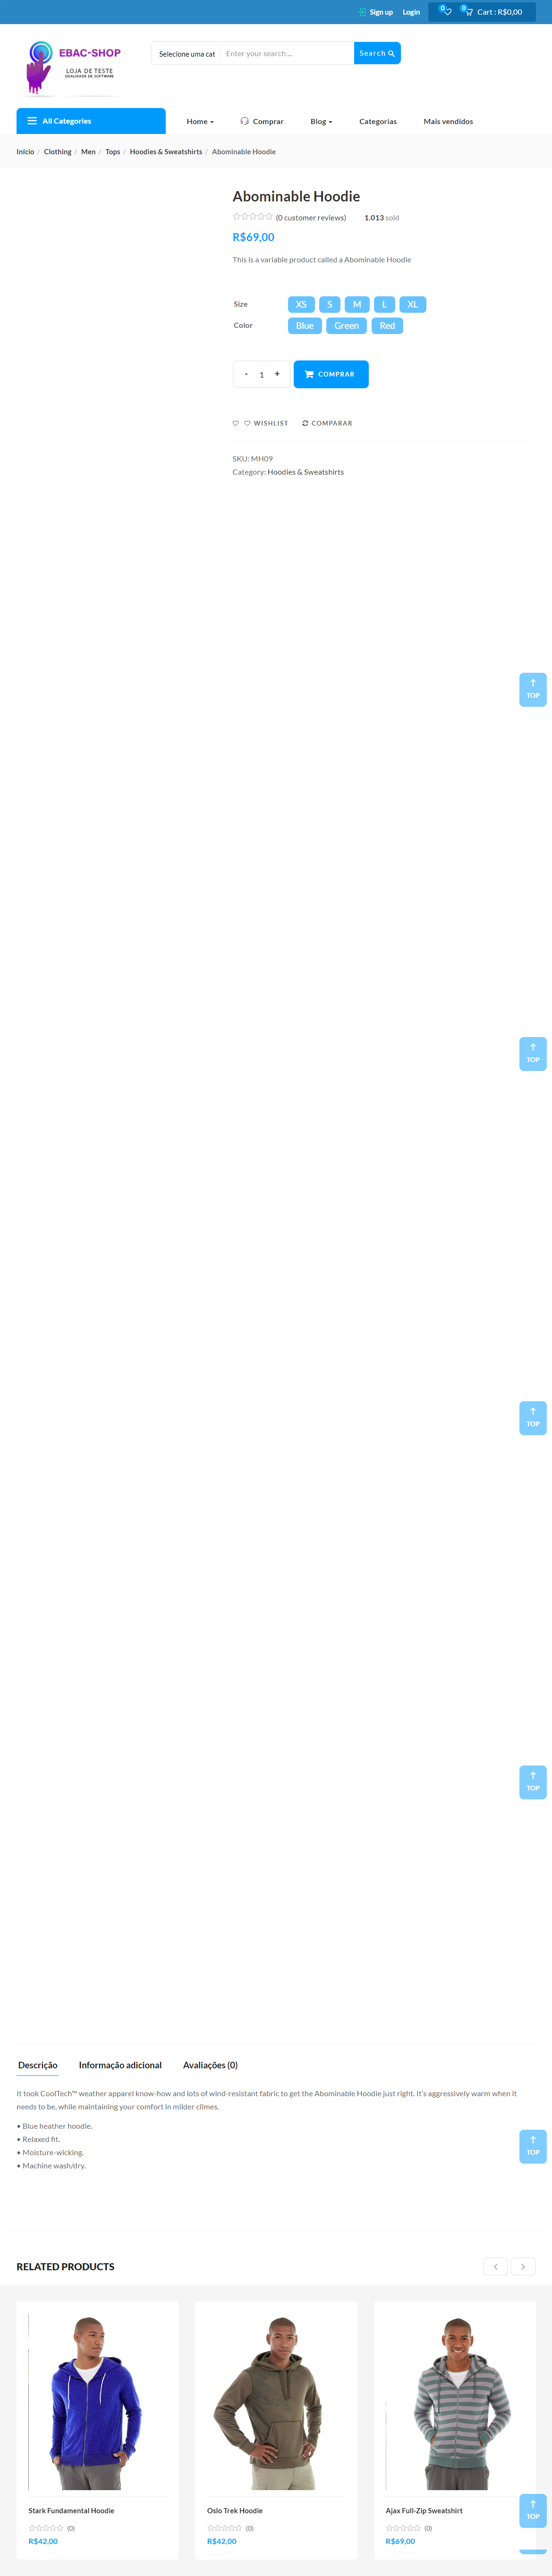 Sign up Login 0 0 Cart : R$0,00
EBAC-SHOP
LOJA DE TESTE
QUALIDADE DE SOFTWARE
Selecione uma cat Enter your search ... Search
All Categories Home Comprar Blog Categorias Mais vendidos
Início / Clothing / Men / Tops / Hoodies & Sweatshirts / Abominable Hoodie
Abominable Hoodie
(0 customer reviews) 1.013 sold
R$69,00
This is a variable product called a Abominable Hoodie
Size XS S M L XL
Color Blue Green Red
- 1 + COMPRAR
WISHLIST COMPARAR
SKU: MH09
Category: Hoodies & Sweatshirts
TOP
TOP
TOP
TOP
Descrição Informação adicional Avaliações (0)
It took CoolTech™ weather apparel know-how and lots of wind-resistant fabric to get the Abominable Hoodie just right. It’s aggressively warm when it
needs to be, while maintaining your comfort in milder climes.
• Blue heather hoodie.
• Relaxed fit.
• Moisture-wicking.
• Machine wash/dry.
TOP
RELATED PRODUCTS
Stark Fundamental Hoodie
(0)
R$42,00
Oslo Trek Hoodie
(0)
R$42,00
Ajax Full-Zip Sweatshirt
(0)
R$69,00
TOP